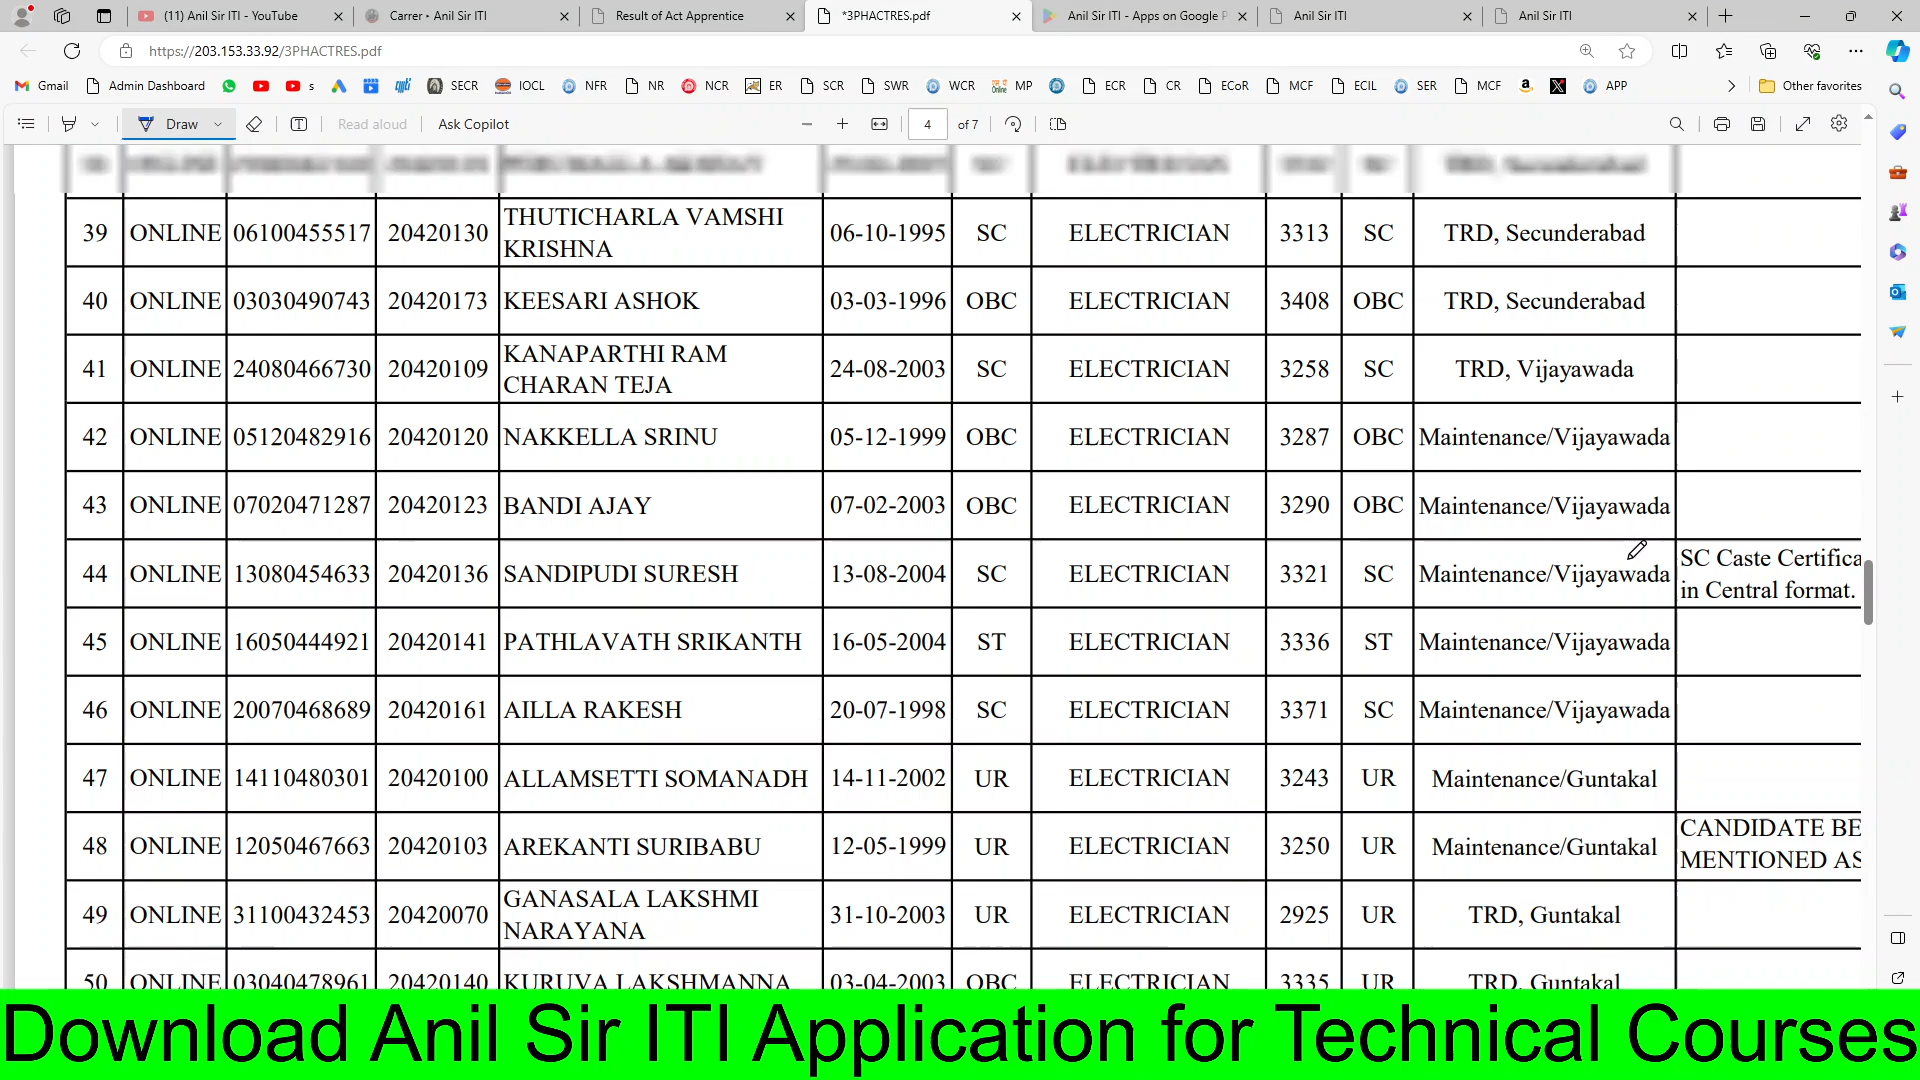 (11) Anil Sir ITI - YouTube
Carrer • Anil Sir ITI
Result of Act Apprentice
*3PHACTRES.pdf
Anil Sir ITI - Apps on Google P
Anil Sir ITI
Anil Sir ITI
https://203.153.33.92/3PHACTRES.pdf
Gmail Admin Dashboard s SECR IOCL NFR NR NCR ER SCR SWR WCR MP ECR CR ECoR MCF ECIL SER MCF APP Other favorites
Draw Read aloud Ask Copilot 4 of 7
39 ONLINE 06100455517 20420130 THUTICHARLA VAMSHI KRISHNA 06-10-1995 SC ELECTRICIAN 3313 SC TRD, Secunderabad
40 ONLINE 03030490743 20420173 KEESARI ASHOK 03-03-1996 OBC ELECTRICIAN 3408 OBC TRD, Secunderabad
41 ONLINE 24080466730 20420109 KANAPARTHI RAM CHARAN TEJA 24-08-2003 SC ELECTRICIAN 3258 SC TRD, Vijayawada
42 ONLINE 05120482916 20420120 NAKKELLA SRINU 05-12-1999 OBC ELECTRICIAN 3287 OBC Maintenance/Vijayawada
43 ONLINE 07020471287 20420123 BANDI AJAY 07-02-2003 OBC ELECTRICIAN 3290 OBC Maintenance/Vijayawada
44 ONLINE 13080454633 20420136 SANDIPUDI SURESH 13-08-2004 SC ELECTRICIAN 3321 SC Maintenance/Vijayawada SC Caste Certifica in Central format.
45 ONLINE 16050444921 20420141 PATHLAVATH SRIKANTH 16-05-2004 ST ELECTRICIAN 3336 ST Maintenance/Vijayawada
46 ONLINE 20070468689 20420161 AILLA RAKESH 20-07-1998 SC ELECTRICIAN 3371 SC Maintenance/Vijayawada
47 ONLINE 14110480301 20420100 ALLAMSETTI SOMANADH 14-11-2002 UR ELECTRICIAN 3243 UR Maintenance/Guntakal
48 ONLINE 12050467663 20420103 AREKANTI SURIBABU 12-05-1999 UR ELECTRICIAN 3250 UR Maintenance/Guntakal CANDIDATE BE MENTIONED AS
49 ONLINE 31100432453 20420070 GANASALA LAKSHMI NARAYANA 31-10-2003 UR ELECTRICIAN 2925 UR TRD, Guntakal
50 ONLINE 03040478961 20420140 KURUVA LAKSHMANNA 03-04-2003 OBC ELECTRICIAN 3335 UR TRD, Guntakal
Download Anil Sir ITI Application for Technical Courses